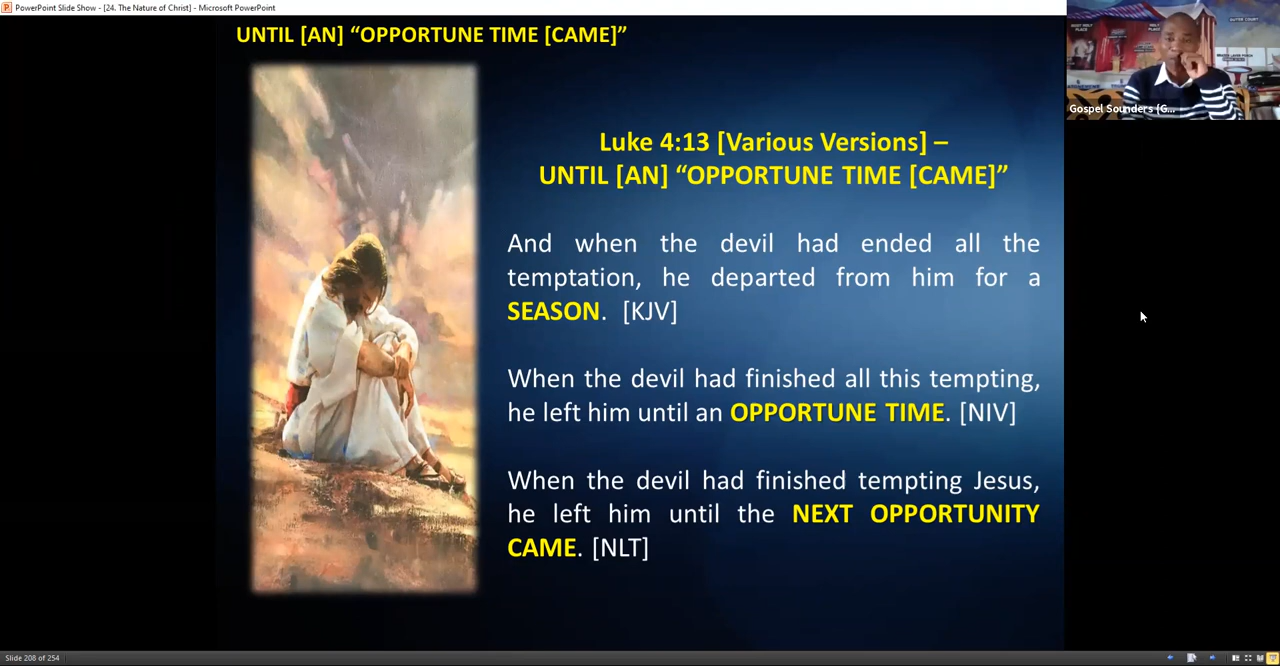 PowerPoint Slide Show - [24. The Nature of Christ] - Microsoft PowerPoint
UNTIL [AN] “OPPORTUNE TIME [CAME]”
Luke 4:13 [Various Versions] –
UNTIL [AN] “OPPORTUNE TIME [CAME]”
And when the devil had ended all the
temptation, he departed from him for a
SEASON. [KJV]
When the devil had finished all this tempting,
he left him until an OPPORTUNE TIME. [NIV]
When the devil had finished tempting Jesus,
he left him until the NEXT OPPORTUNITY
CAME. [NLT]
OUTER COURT
Gospel Sounders (G...
Slide 208 of 254